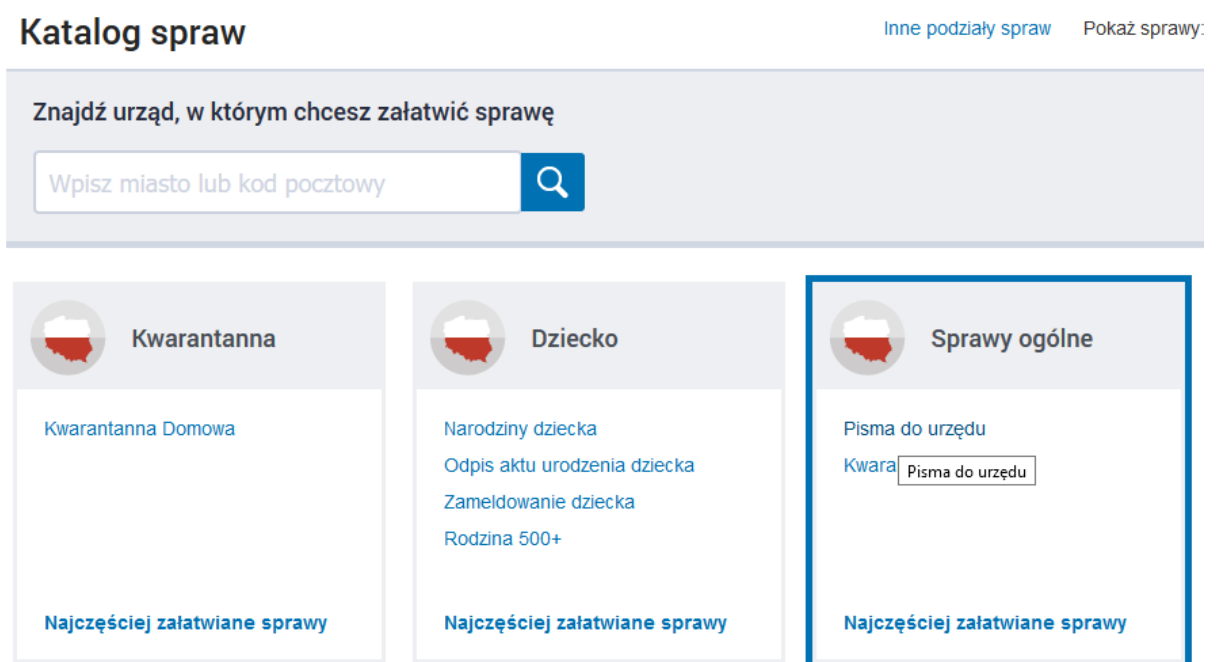 Katalog spraw
Inne podziały spraw Pokaż sprawy:
Znajdź urząd, w którym chcesz załatwić sprawę
Wpisz miasto lub kod pocztowy
Kwarantanna
Kwarantanna Domowa
Najczęściej załatwiane sprawy
Dziecko
Narodziny dziecka
Odpis aktu urodzenia dziecka
Zameldowanie dziecka
Rodzina 500+
Najczęściej załatwiane sprawy
Sprawy ogólne
Pisma do urzędu
Kwara
Pisma do urzędu
Najczęściej załatwiane sprawy